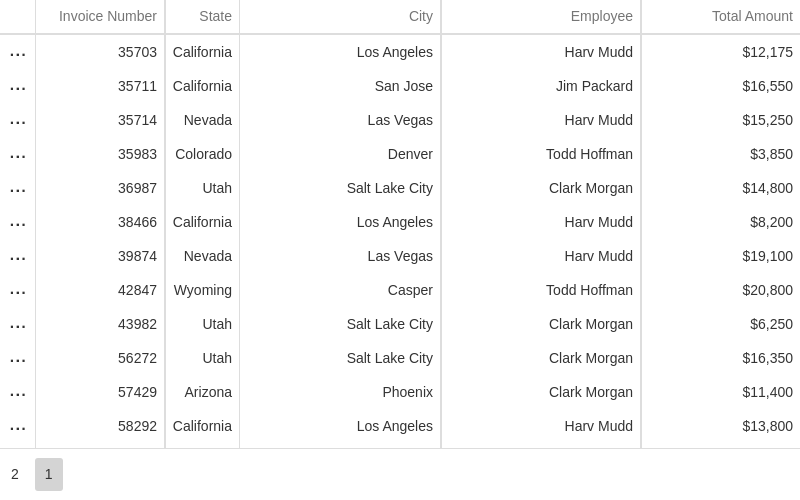 Invoice Number State City Employee Total Amount
... 35703 California Los Angeles Harv Mudd $12,175
... 35711 California San Jose Jim Packard $16,550
... 35714 Nevada Las Vegas Harv Mudd $15,250
... 35983 Colorado Denver Todd Hoffman $3,850
... 36987 Utah Salt Lake City Clark Morgan $14,800
... 38466 California Los Angeles Harv Mudd $8,200
... 39874 Nevada Las Vegas Harv Mudd $19,100
... 42847 Wyoming Casper Todd Hoffman $20,800
... 43982 Utah Salt Lake City Clark Morgan $6,250
... 56272 Utah Salt Lake City Clark Morgan $16,350
... 57429 Arizona Phoenix Clark Morgan $11,400
... 58292 California Los Angeles Harv Mudd $13,800
2 1